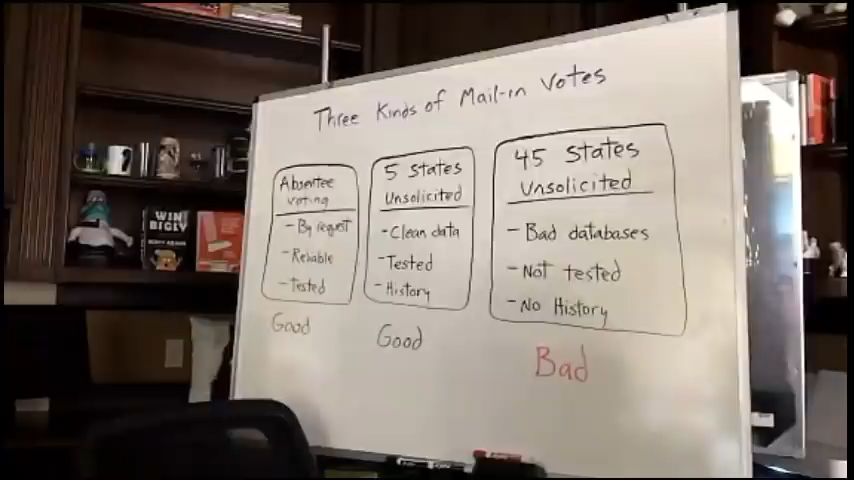 Three Kinds of Mail-in Votes
Absentee
voting
- By request
- Reliable
- Tested
Good
5 States
Unsolicited
- Clean data
- Tested
- History
Good
45 States
Unsolicited
- Bad databases
- Not tested
- No History
Bad
WIN
BIGLY